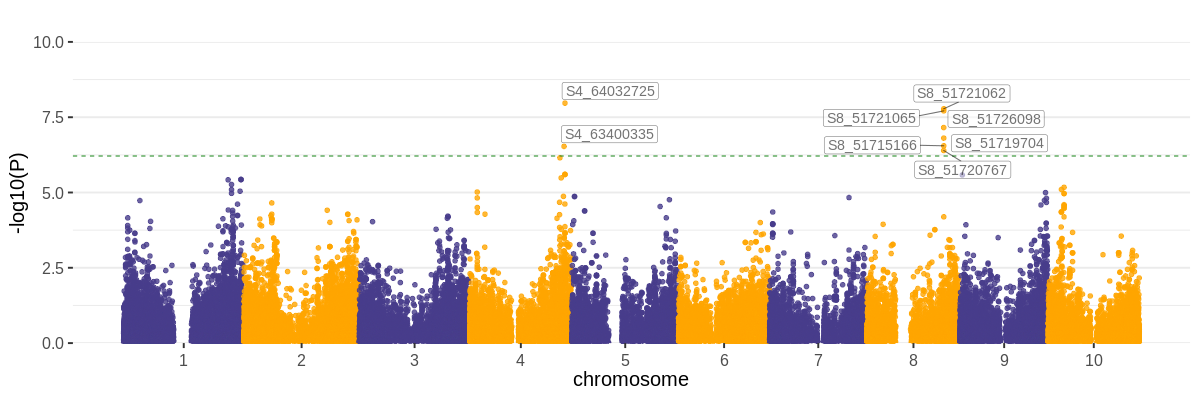 10.0
7.5
5.0
2.5
0.0
-log10(P)
S4_64032725
S4_63400335
S8_51721062
S8_51721065
S8_51726098
S8_51715166
S8_51719704
S8_51720767
1 2 3 4 5 6 7 8 9 10
chromosome